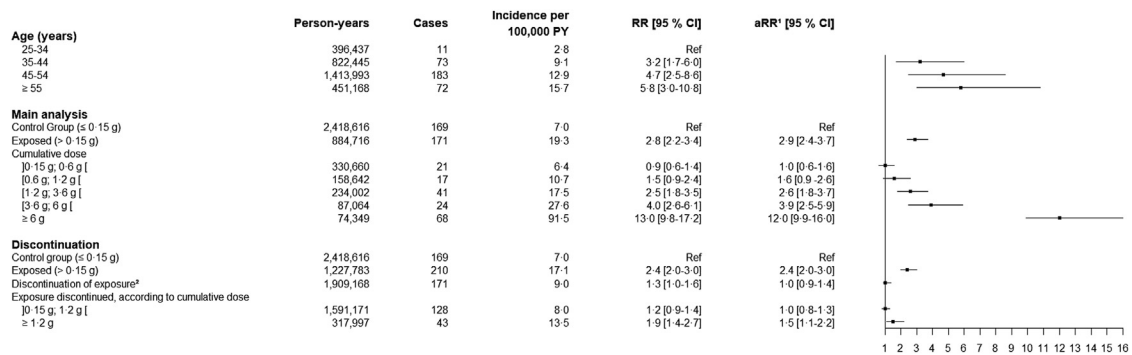 Person-years Cases Incidence per 100,000 PY RR [95 % CI] aRR¹ [95 % CI]
Age (years)
25-34 396,437 11 2·8 Ref
35-44 822,445 73 9·1 3·2 [1·7-6·0]
45-54 1,413,993 183 12·9 4·7 [2·5-8·6]
≥ 55 451,168 72 15·7 5·8 [3·0-10·8]
Main analysis
Control Group (≤ 0·15 g) 2,418,616 169 7·0 Ref Ref
Exposed (> 0·15 g) 884,716 171 19·3 2·8 [2·2-3·4] 2·9 [2·4-3·7]
Cumulative dose
]0·15 g; 0·6 g [ 330,660 21 6·4 0·9 [0·6-1·4] 1·0 [0·6-1·6]
[0.6 g; 1·2 g [ 158,642 17 10·7 1·5 [0·9-2·4] 1·6 [0·9 -2·6]
[1·2 g; 3·6 g [ 234,002 41 17·5 2·5 [1·8-3·5] 2·6 [1·8-3·7]
[3·6 g; 6 g [ 87,064 24 27·6 4·0 [2·6-6·1] 3·9 [2·5-5·9]
≥ 6 g 74,349 68 91·5 13·0 [9·8-17·2] 12·0 [9·9-16·0]
Discontinuation
Control group (≤ 0·15 g) 2,418,616 169 7·0 Ref Ref
Exposed (> 0·15 g) 1,227,783 210 17·1 2·4 [2·0-3·0] 2·4 [2·0-3·0]
Discontinuation of exposure² 1,909,168 171 9·0 1·3 [1·0-1·6] 1·0 [0·9-1·4]
Exposure discontinued, according to cumulative dose
]0·15 g; 1·2 g [ 1,591,171 128 8·0 1·2 [0·9-1·4] 1·0 [0·8-1·3]
≥ 1·2 g 317,997 43 13·5 1·9 [1·4-2·7] 1·5 [1·1-2·2]
1 2 3 4 5 6 7 8 9 10 11 12 13 14 15 16